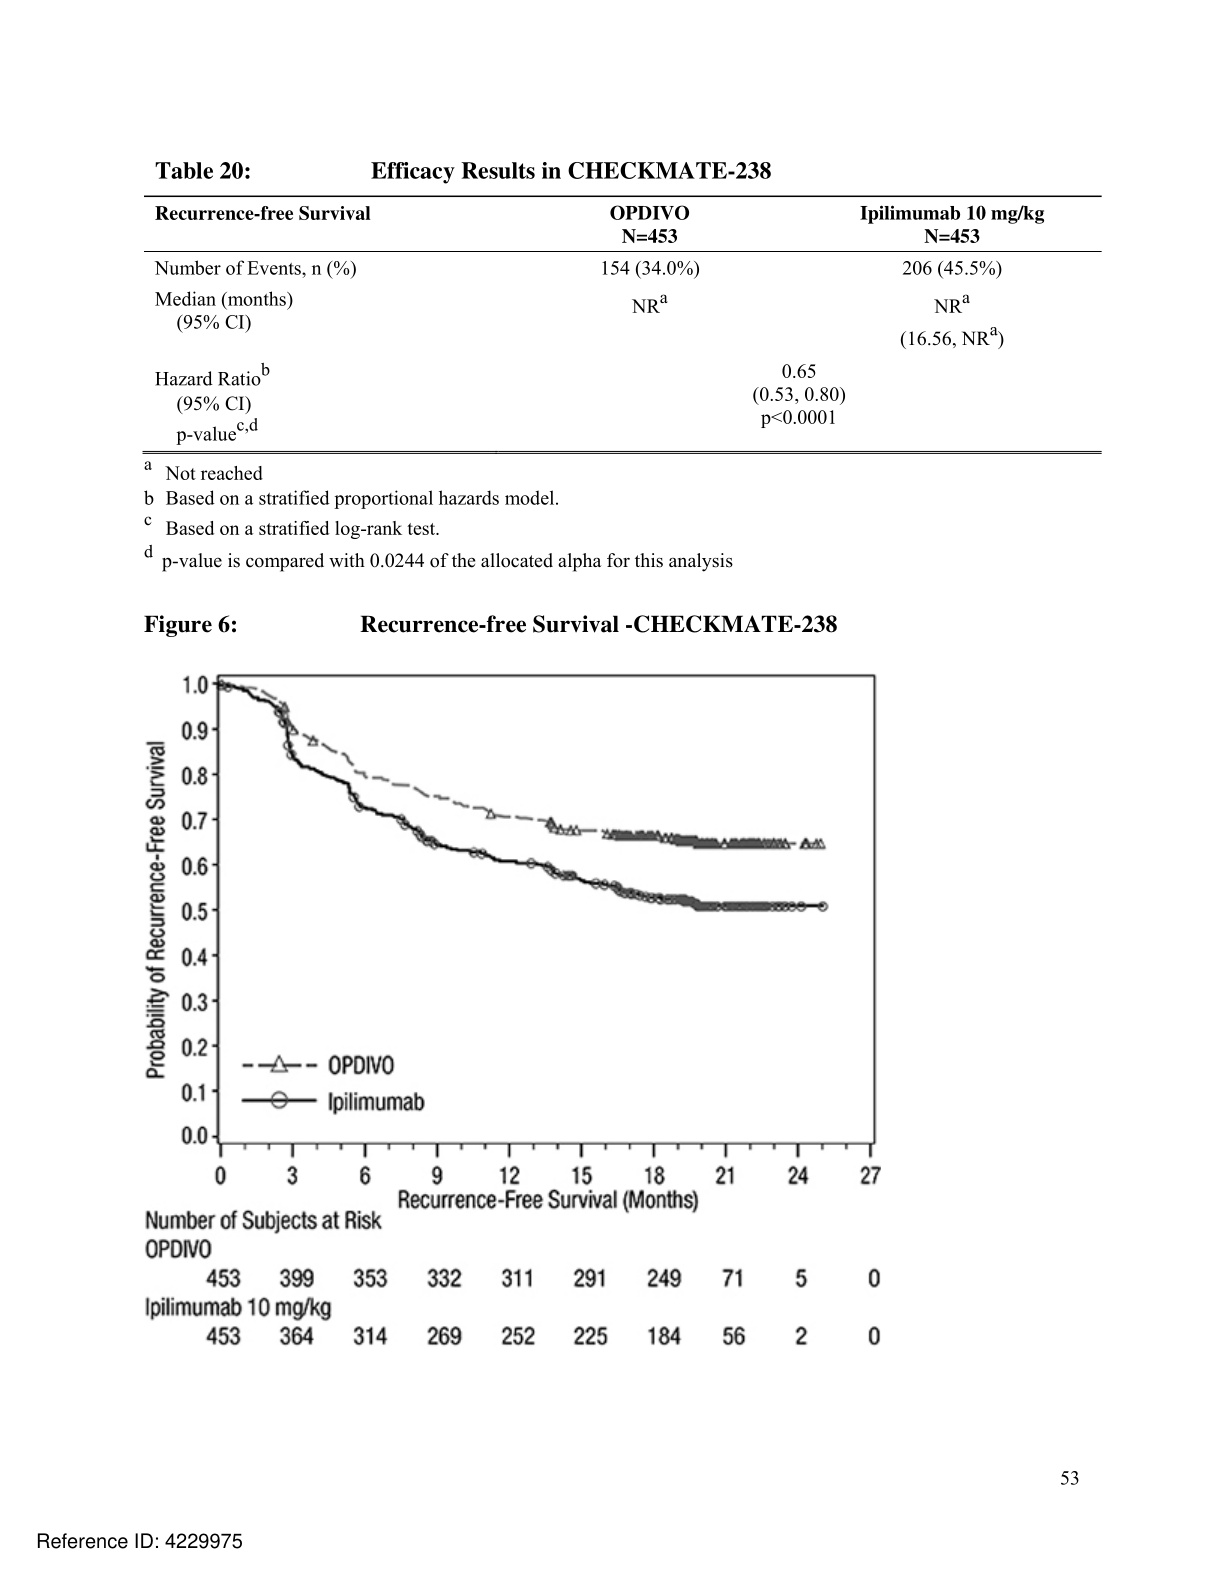 Table 20: Efficacy Results in CHECKMATE-238
Recurrence-free Survival OPDIVO Ipilimumab 10 mg/kg
N=453 N=453
Number of Events, n (%) 154 (34.0%) 206 (45.5%)
Median (months) NRa NRa
(95% CI) (16.56, NRa)
Hazard Ratiob 0.65
(95% CI) (0.53, 0.80)
p-valuec,d p<0.0001
a Not reached
b Based on a stratified proportional hazards model.
c Based on a stratified log-rank test.
d p-value is compared with 0.0244 of the allocated alpha for this analysis
Figure 6: Recurrence-free Survival -CHECKMATE-238
Probability of Recurrence-Free Survival
1.0
0.9
0.8
0.7
0.6
0.5
0.4
0.3
0.2
0.1
0.0
OPDIVO
Ipilimumab
0 3 6 9 12 15 18 21 24 27
Recurrence-Free Survival (Months)
Number of Subjects at Risk
OPDIVO
453 399 353 332 311 291 249 71 5 0
Ipilimumab 10 mg/kg
453 364 314 269 252 225 184 56 2 0
53
Reference ID: 4229975